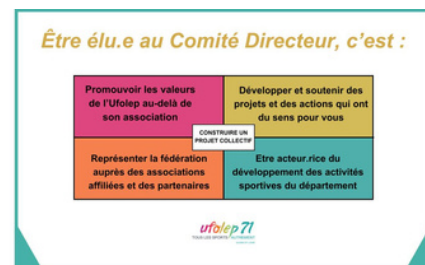 Être élu.e au Comité Directeur, c'est :
Promouvoir les valeurs
de l'Ufolep au-delà de
son association
Développer et soutenir des
projets et des actions qui ont
du sens pour vous
CONSTRUIRE UN
PROJET COLLECTIF
Représenter la fédération
auprès des associations
affiliées et des partenaires
Etre acteur.rice du
développement des activités
sportives du département
ufolep 71
TOUS LES SPORTS AUTREMENT